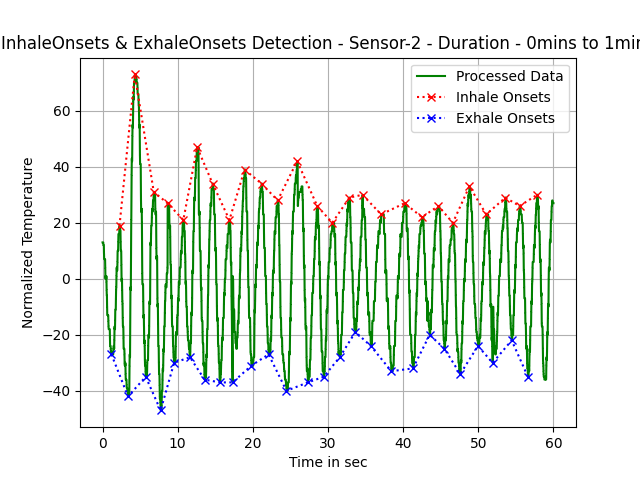 InhaleOnsets & ExhaleOnsets Detection - Sensor-2 - Duration - 0mins to 1min
Processed Data
Inhale Onsets
Exhale Onsets
Normalized Temperature
60
40
20
0
−20
−40
0 10 20 30 40 50 60
Time in sec